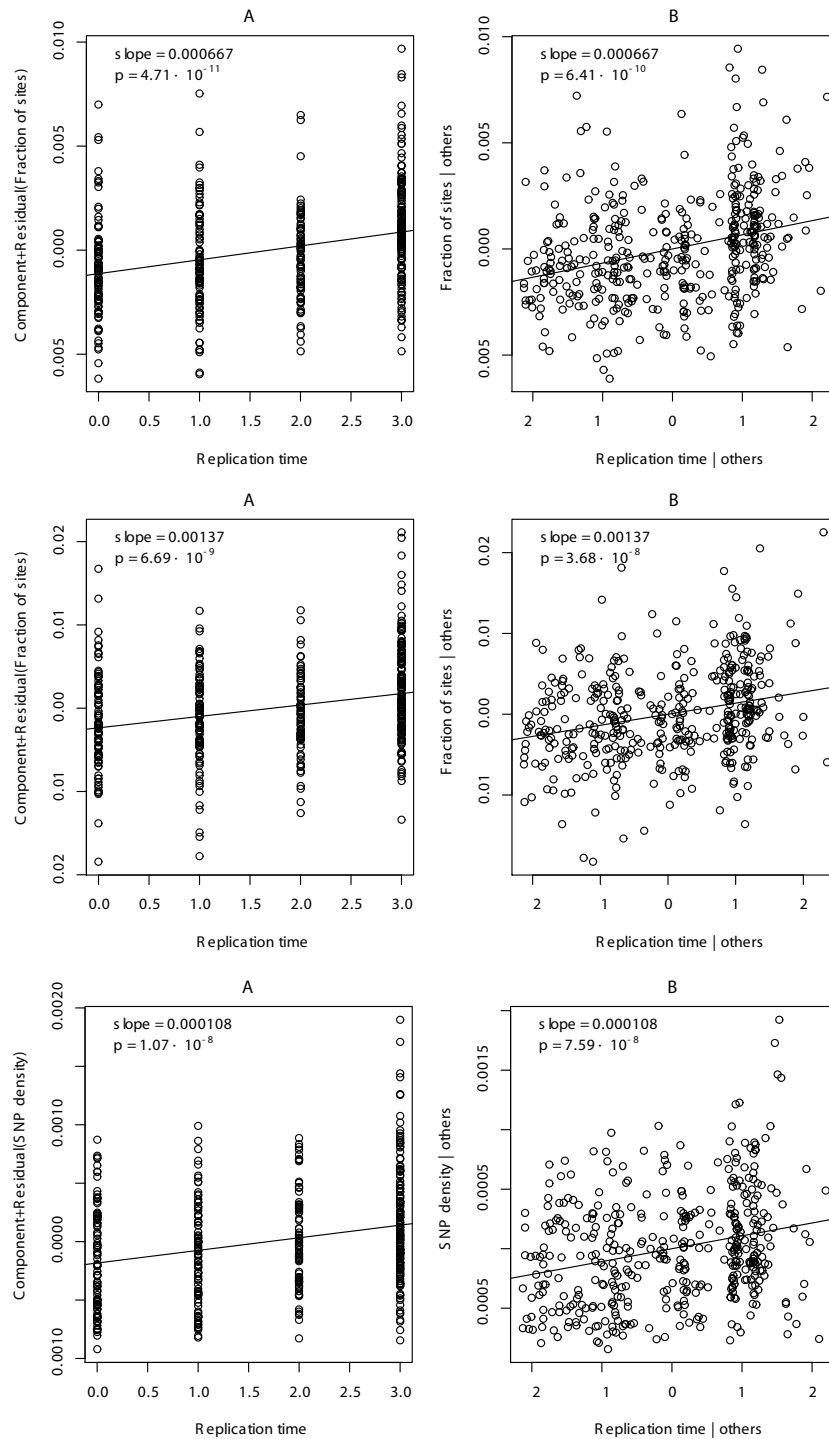 A
slope = 0.000667
p = 4.71 · 10-11
Component+Residual(Fraction of sites)
0.010
0.005
0.000
0.005
0.0 0.5 1.0 1.5 2.0 2.5 3.0
Replication time
B
slope = 0.000667
p = 6.41 · 10-10
Fraction of sites | others
0.010
0.005
0.000
0.005
2 1 0 1 2
Replication time | others
A
slope = 0.00137
p = 6.69 · 10-9
Component+Residual(Fraction of sites)
0.02
0.01
0.00
0.01
0.02
0.0 0.5 1.0 1.5 2.0 2.5 3.0
Replication time
B
slope = 0.00137
p = 3.68 · 10-8
Fraction of sites | others
0.02
0.01
0.00
0.01
2 1 0 1 2
Replication time | others
A
slope = 0.000108
p = 1.07 · 10-8
Component+Residual(SNP density)
0.0020
0.0010
0.0000
0.0010
0.0 0.5 1.0 1.5 2.0 2.5 3.0
Replication time
B
slope = 0.000108
p = 7.59 · 10-8
SNP density | others
0.0015
0.0005
0.0005
2 1 0 1 2
Replication time | others